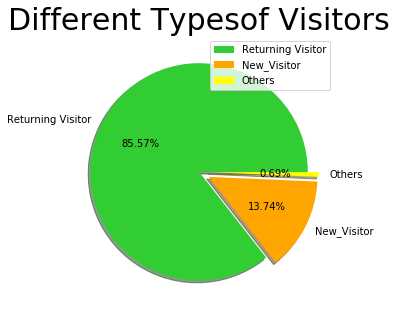 Different Typesof Visitors
Returning Visitor
New_Visitor
Others
Returning Visitor
85.57%
0.69%
Others
13.74%
New_Visitor